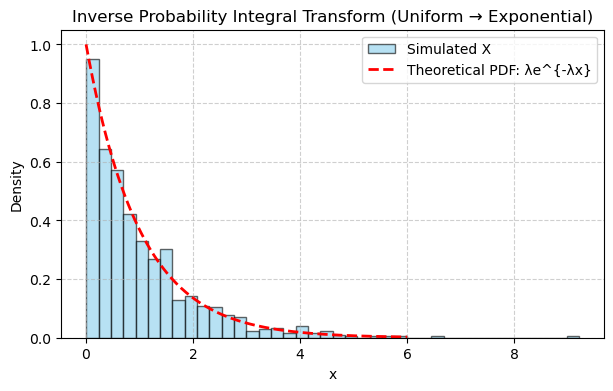 Inverse Probability Integral Transform (Uniform → Exponential)
Simulated X
Theoretical PDF: λe^{-λx}
Density
1.0
0.8
0.6
0.4
0.2
0.0
0
2
4
6
8
x